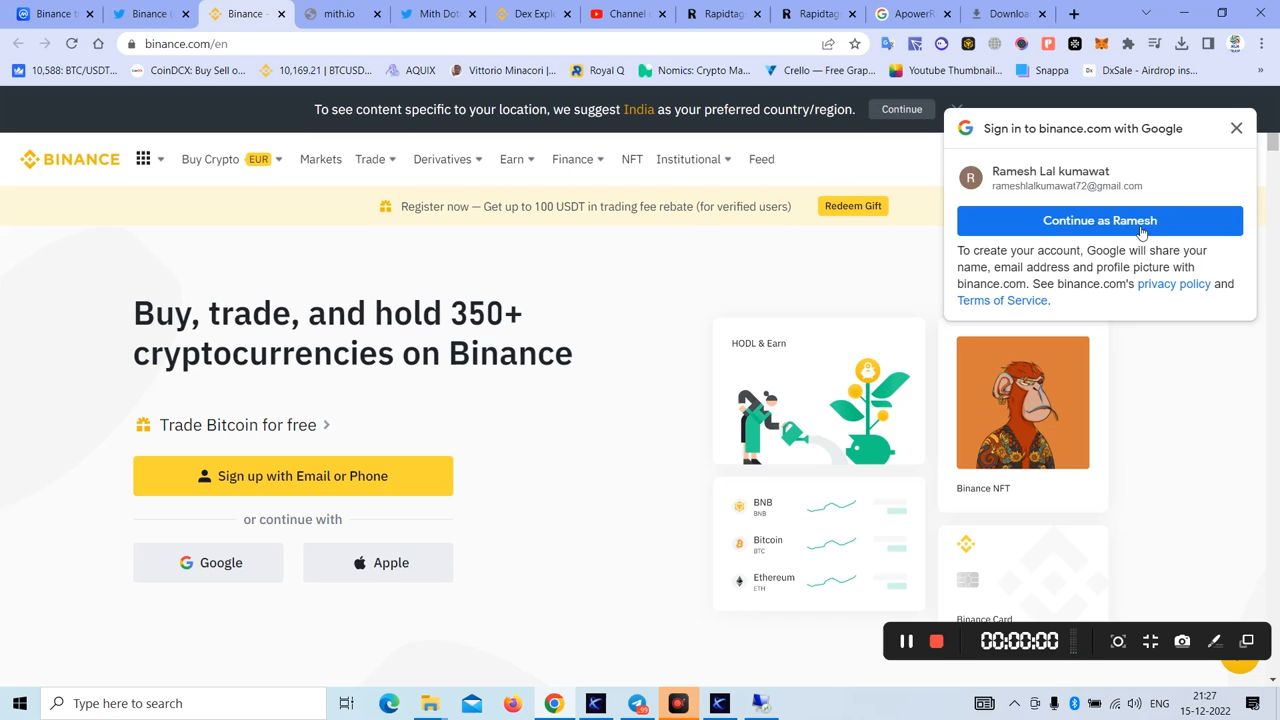 Binance i
https://mith.i
Mith Dot
Dex Explo
Channel c
Rapidtag
Rapidtag
ApowerR
Downloa
binance.com/en
10,588: BTC/USDT...
CoinDCX Buy Sell o...
10,169.21 | BTCUSD...
AQUIX
Vittorio Minacori |...
Royal Q
Nomics: Crypto Ma...
Crello — Free Grap...
Youtube Thumbnail...
Snappa
Dx
DxSale - Airdrop ins...
»
To see content specific to your location, we suggest India as your preferred country/region.
Continue
BINANCE
Buy Crypto EUR
Markets
Trade
Derivatives
Earn
Finance
NFT
Institutional
Feed
Register now — Get up to 100 USDT in trading fee rebate (for verified users)
Redeem Gift
Sign in to binance.com with Google
R
Ramesh Lal kumawat
rameshlalkumawat72@gmail.com
Continue as Ramesh
To create your account, Google will share your
name, email address and profile picture with
binance.com. See binance.com's privacy policy and
Terms of Service.
Buy, trade, and hold 350+
cryptocurrencies on Binance
Trade Bitcoin for free
Sign up with Email or Phone
or continue with
Google
Apple
HODL & Earn
BNB
BNB
Bitcoin
BTC
Ethereum
ETH
Binance NFT
Binance Card
00:00:00
Type here to search
99
ENG
21:27
15-12-2022